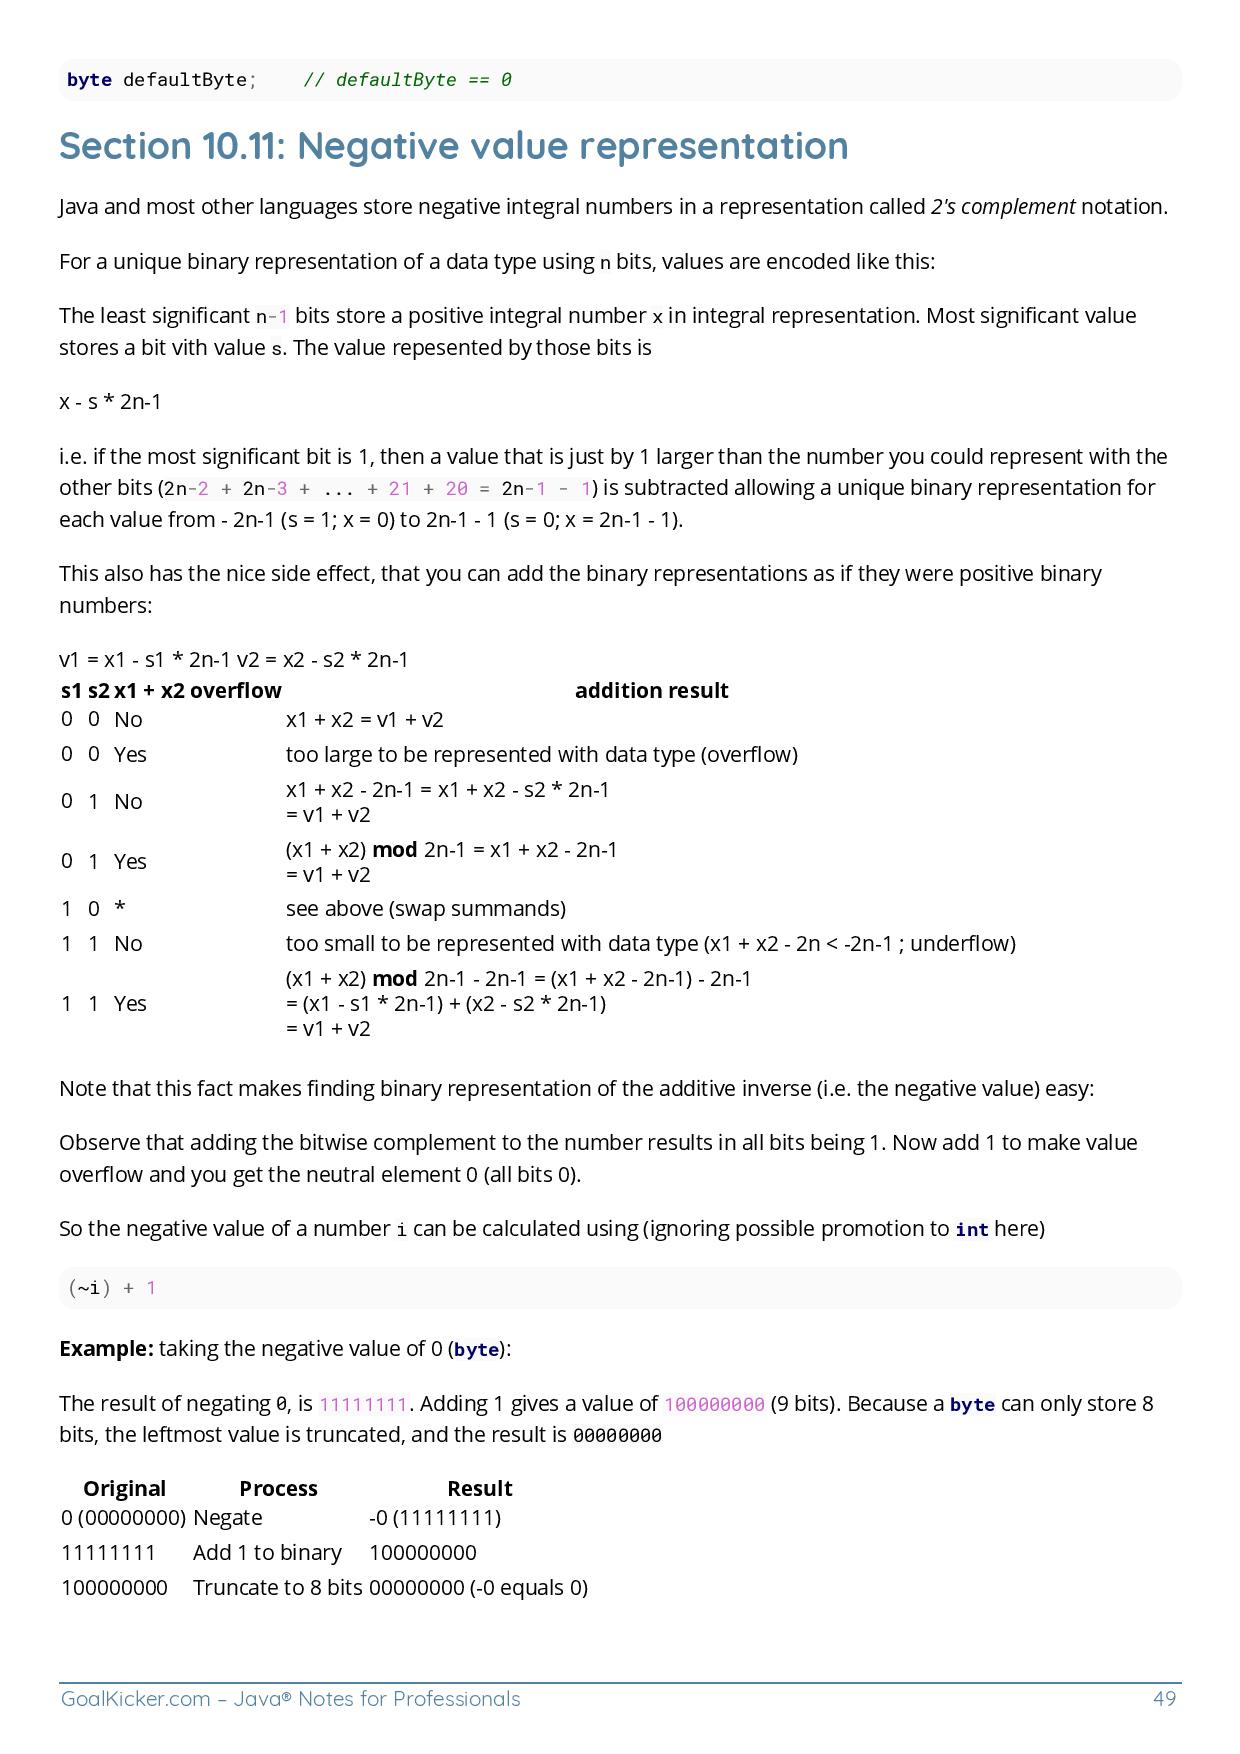 byte defaultByte;    // defaultByte == 0
Section 10.11: Negative value representation
Java and most other languages store negative integral numbers in a representation called 2's complement notation.
For a unique binary representation of a data type using n bits, values are encoded like this:
The least significant n-1 bits store a positive integral number x in integral representation. Most significant value
stores a bit vith value s. The value repesented by those bits is
x - s * 2n-1
i.e. if the most significant bit is 1, then a value that is just by 1 larger than the number you could represent with the
other bits (2n-2 + 2n-3 + ... + 21 + 20 = 2n-1 - 1) is subtracted allowing a unique binary representation for
each value from - 2n-1 (s = 1; x = 0) to 2n-1 - 1 (s = 0; x = 2n-1 - 1).
This also has the nice side effect, that you can add the binary representations as if they were positive binary
numbers:
v1 = x1 - s1 * 2n-1 v2 = x2 - s2 * 2n-1
s1 s2 x1 + x2 overflow addition result
0 0 No x1 + x2 = v1 + v2
0 0 Yes too large to be represented with data type (overflow)
0 1 No x1 + x2 - 2n-1 = x1 + x2 - s2 * 2n-1
= v1 + v2
0 1 Yes (x1 + x2) mod 2n-1 = x1 + x2 - 2n-1
= v1 + v2
1 0 * see above (swap summands)
1 1 No too small to be represented with data type (x1 + x2 - 2n < -2n-1 ; underflow)
1 1 Yes (x1 + x2) mod 2n-1 - 2n-1 = (x1 + x2 - 2n-1) - 2n-1
= (x1 - s1 * 2n-1) + (x2 - s2 * 2n-1)
= v1 + v2
Note that this fact makes finding binary representation of the additive inverse (i.e. the negative value) easy:
Observe that adding the bitwise complement to the number results in all bits being 1. Now add 1 to make value
overflow and you get the neutral element 0 (all bits 0).
So the negative value of a number i can be calculated using (ignoring possible promotion to int here)
(~i) + 1
Example: taking the negative value of 0 (byte):
The result of negating 0, is 11111111. Adding 1 gives a value of 100000000 (9 bits). Because a byte can only store 8
bits, the leftmost value is truncated, and the result is 00000000
Original Process Result
0 (00000000) Negate -0 (11111111)
11111111 Add 1 to binary 100000000
100000000 Truncate to 8 bits 00000000 (-0 equals 0)
GoalKicker.com – Java® Notes for Professionals 49